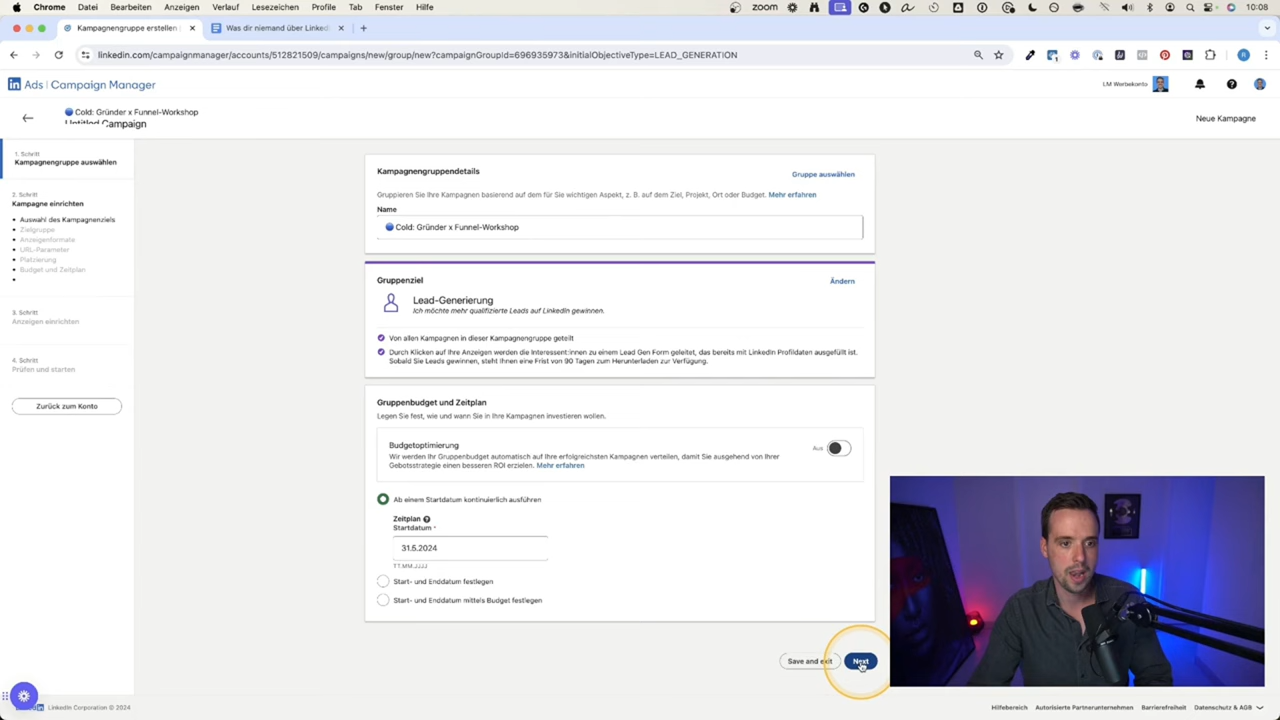 Chrome Datei Bearbeiten Anzeigen Verlauf Lesezeichen Profile Tab Fenster Hilfe
ZOOM 10:08
Kampagnengruppe erstellen
Was dir niemand über Linked
linkedin.com/campaignmanager/accounts/512821509/campaigns/new/group/new?campaignGroupId=696935973&initialObjectiveType=LEAD_GENERATION
R
in Ads | Campaign Manager
LM Werbekonto
Cold: Gründer x Funnel-Workshop
Untitled Campaign
Neue Kampagne
1. Schritt
Kampagnengruppe auswählen
2. Schritt
Kampagne einrichten
Auswahl des Kampagnenziels
Zielgruppe
Anzeigenformate
URL-Parameter
Platzierung
Budget und Zeitplan
3. Schritt
Anzeigen einrichten
4. Schritt
Prüfen und starten
Zurück zum Konto
Kampagnengruppendetails
Gruppe auswählen
Gruppieren Sie Ihre Kampagnen basierend auf dem für Sie wichtigen Aspekt, z. B. auf dem Ziel, Projekt, Ort oder Budget. Mehr erfahren
Name
Cold: Gründer x Funnel-Workshop
Gruppenziel
Ändern
Lead-Generierung
Ich möchte mehr qualifizierte Leads auf LinkedIn gewinnen.
Von allen Kampagnen in dieser Kampagnengruppe geteilt
Durch Klicken auf Ihre Anzeigen werden die Interessent:innen zu einem Lead Gen Form geleitet, das bereits mit LinkedIn Profildaten ausgefüllt ist.
Sobald Sie Leads gewinnen, steht Ihnen eine Frist von 90 Tagen zum Herunterladen zur Verfügung.
Gruppenbudget und Zeitplan
Legen Sie fest, wie und wann Sie in Ihre Kampagnen investieren wollen.
Budgetoptimierung
Aus
Wir werden Ihr Gruppenbudget automatisch auf Ihre erfolgreichsten Kampagnen verteilen, damit Sie ausgehend von Ihrer
Gebotsstrategie einen besseren ROI erzielen. Mehr erfahren
Ab einem Startdatum kontinuierlich ausführen
Zeitplan
Startdatum *
31.5.2024
TT.MM.JJJJ
Start- und Enddatum festlegen
Start- und Enddatum mittels Budget festlegen
Save and exit
Next
LinkedIn Corporation © 2024
Hilfebereich Autorisierte Partnerunternehmen Barrierefreiheit Datenschutz & AGB